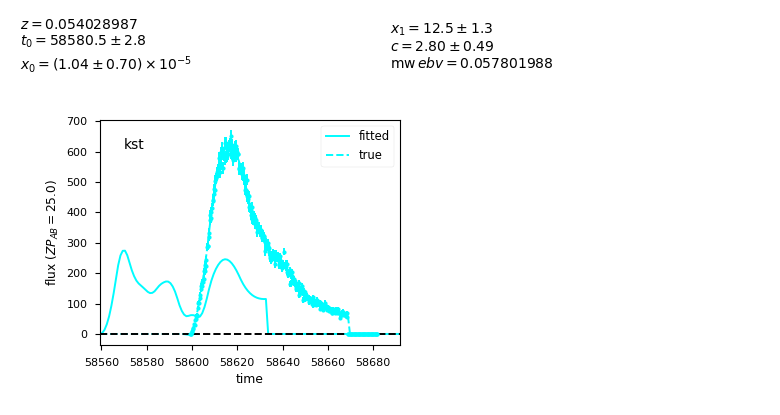 z = 0.054028987
t₀ = 58580.5 ± 2.8
x₀ = (1.04 ± 0.70) × 10⁻⁵
x₁ = 12.5 ± 1.3
c = 2.80 ± 0.49
mw ebv = 0.057801988
kst
fitted
true
flux (ZP_AB = 25.0)
700
600
500
400
300
200
100
0
58560 58580 58600 58620 58640 58660 58680
time